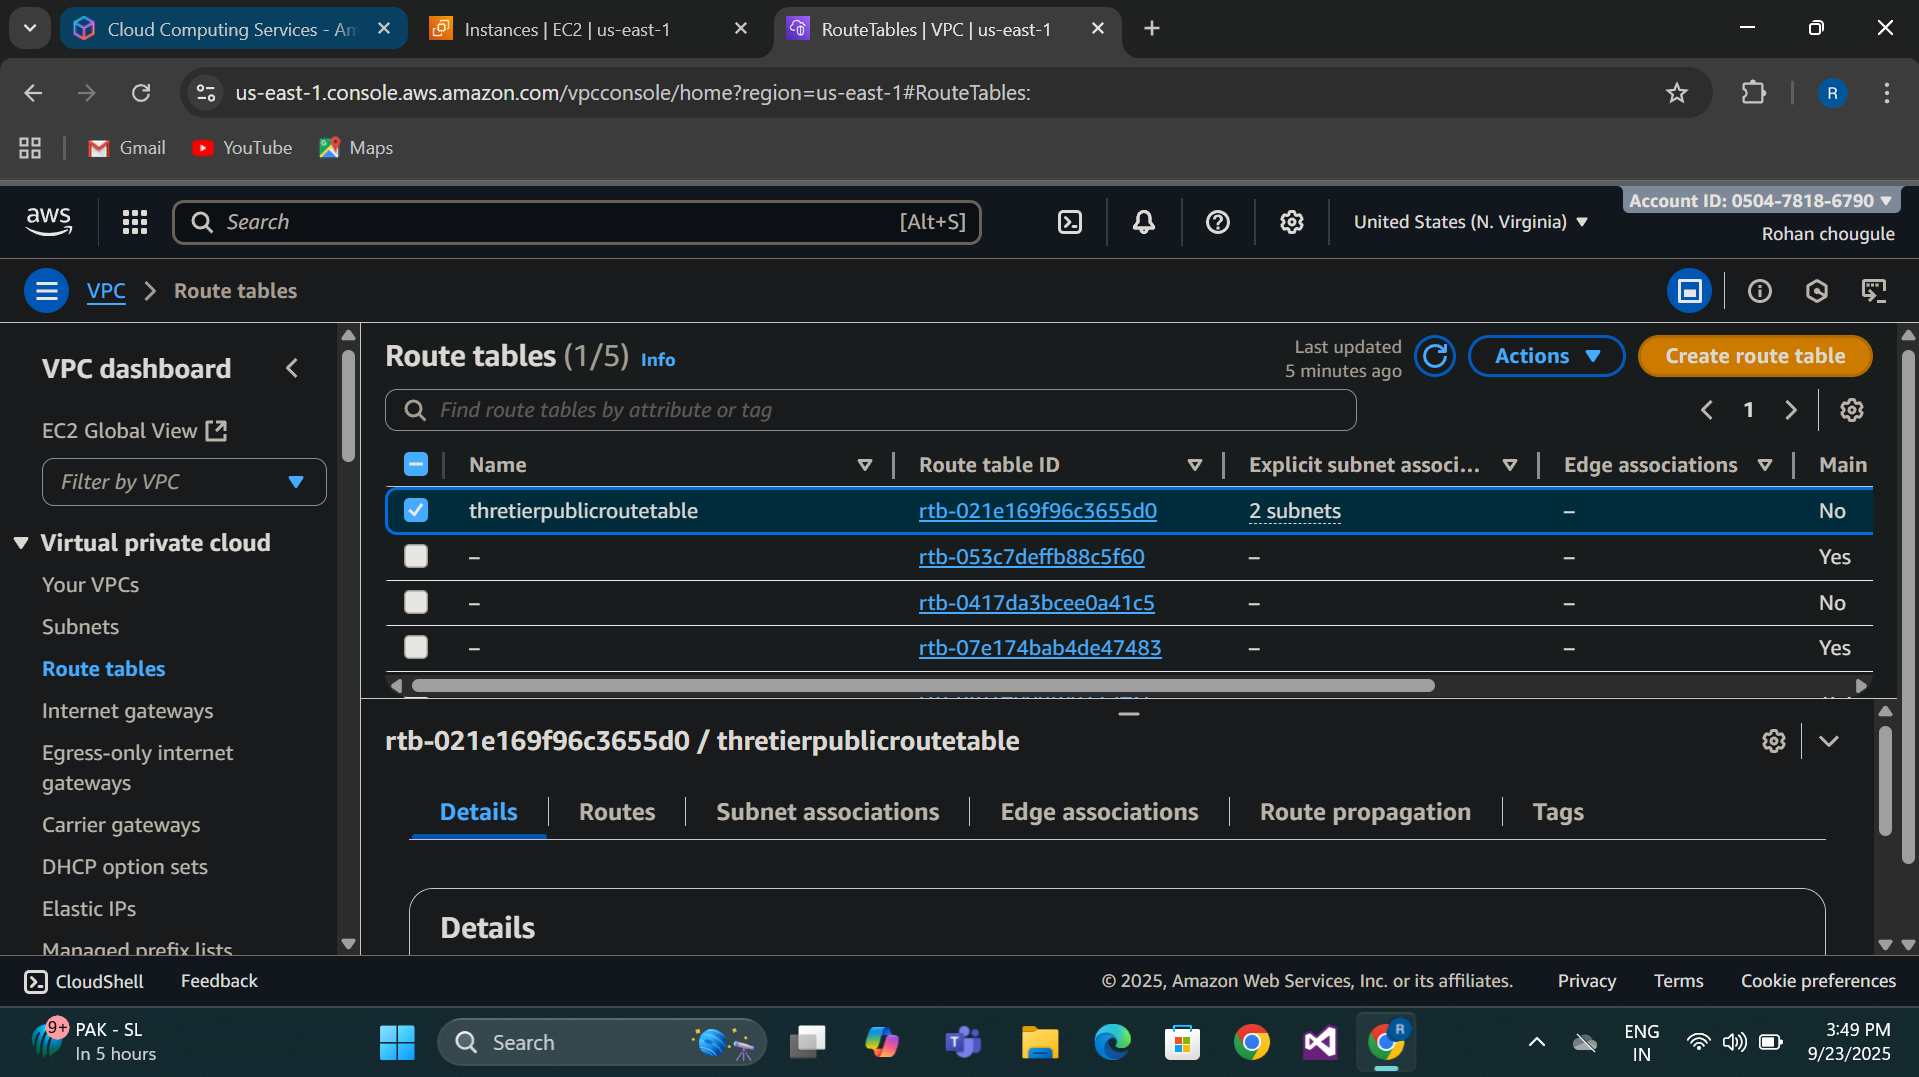 Cloud Computing Services - Am
Instances | EC2 | us-east-1
RouteTables | VPC | us-east-1
us-east-1.console.aws.amazon.com/vpcconsole/home?region=us-east-1#RouteTables:
R
Gmail
YouTube
Maps
aws
Search
[Alt+S]
United States (N. Virginia)
Account ID: 0504-7818-6790
Rohan chougule
VPC
Route tables
VPC dashboard
EC2 Global View
Filter by VPC
Virtual private cloud
Your VPCs
Subnets
Route tables
Internet gateways
Egress-only internet
gateways
Carrier gateways
DHCP option sets
Elastic IPs
Managed prefix lists
Route tables (1/5) Info
Last updated
5 minutes ago
Actions
Create route table
Find route tables by attribute or tag
1
Name
Route table ID
Explicit subnet associ...
Edge associations
Main
thretierpublicroutetable rtb-021e169f96c3655d0 2 subnets – No
– rtb-053c7deffb88c5f60 – – Yes
– rtb-0417da3bcee0a41c5 – – No
– rtb-07e174bab4de47483 – – Yes
rtb-021e169f96c3655d0 / thretierpublicroutetable
Details
Routes
Subnet associations
Edge associations
Route propagation
Tags
Details
CloudShell
Feedback
© 2025, Amazon Web Services, Inc. or its affiliates.
Privacy
Terms
Cookie preferences
9+
PAK - SL
In 5 hours
Search
R
ENG
IN
3:49 PM
9/23/2025